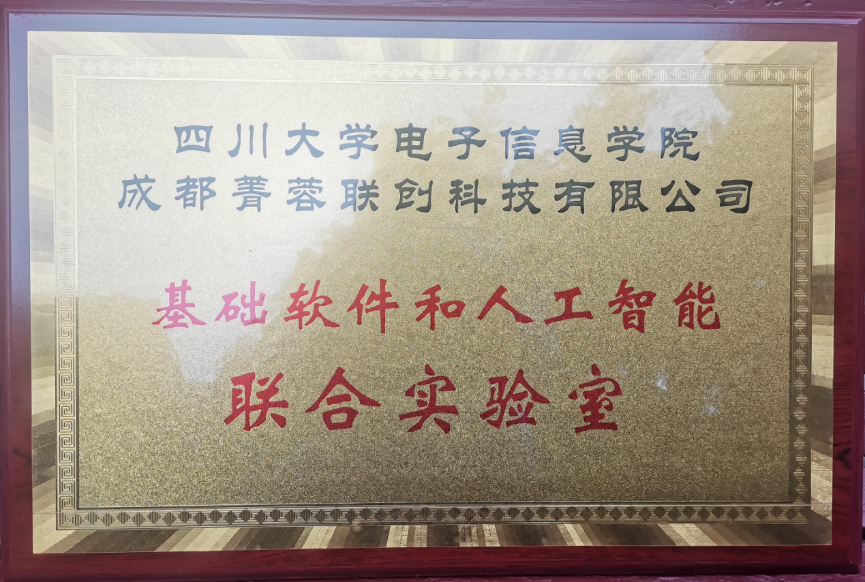 四川大学电子信息学院
成都菁蓉联创科技有限公司
基础软件和人工智能
联合实验室